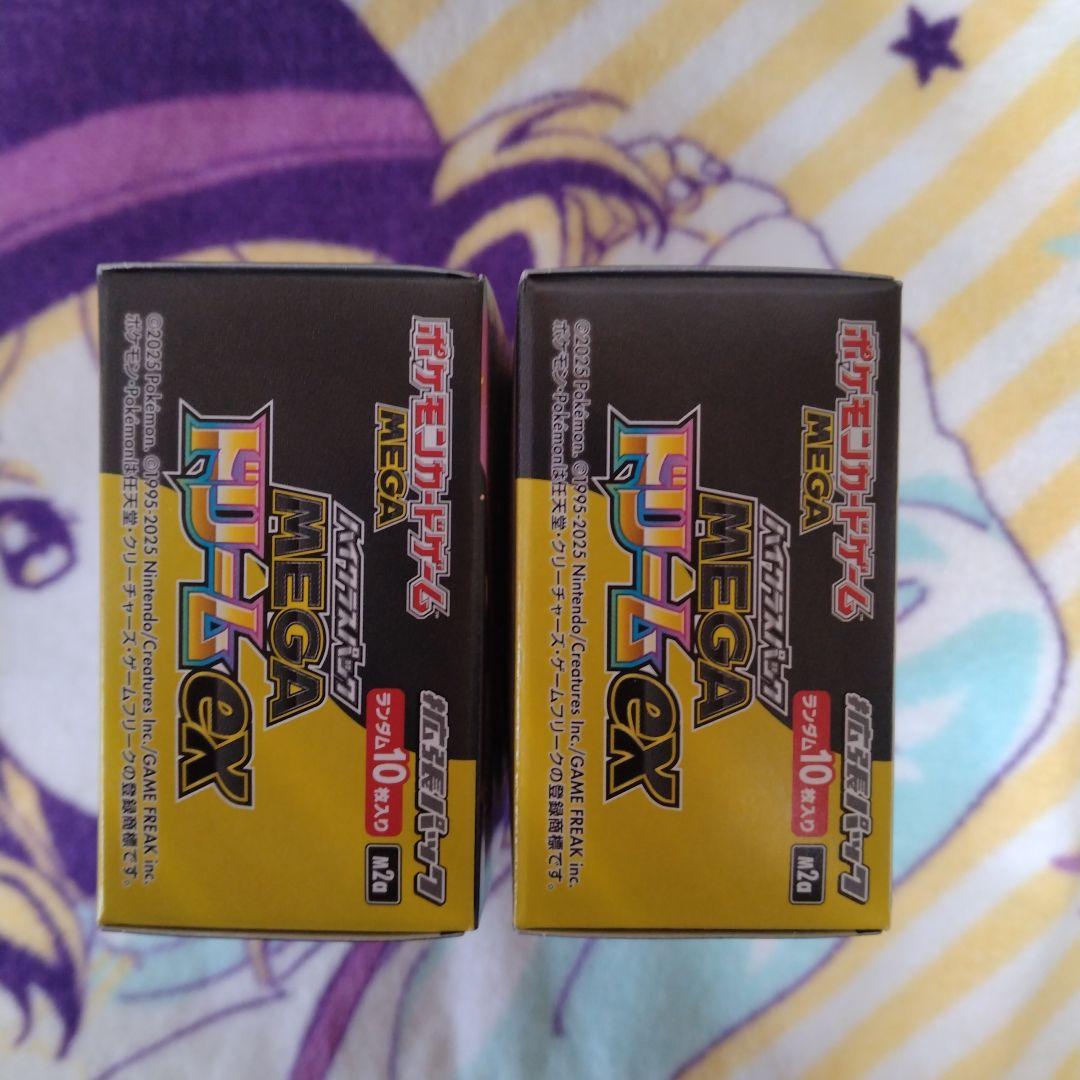 ポケモンカードゲーム
MEGA
拡張パック
ハイクラスパック
MEGA
ドリームex
ランダム10枚入り
M2a
©2025 Pokémon. ©1995-2025 Nintendo/Creatures Inc./GAME FREAK inc.
ポケモン・Pokémonは任天堂・クリーチャーズ・ゲームフリークの登録商標です。
ポケモンカードゲーム
MEGA
拡張パック
ハイクラスパック
MEGA
ドリームex
ランダム10枚入り
M2a
©2025 Pokémon. ©1995-2025 Nintendo/Creatures Inc./GAME FREAK inc.
ポケモン・Pokémonは任天堂・クリーチャーズ・ゲームフリークの登録商標です。